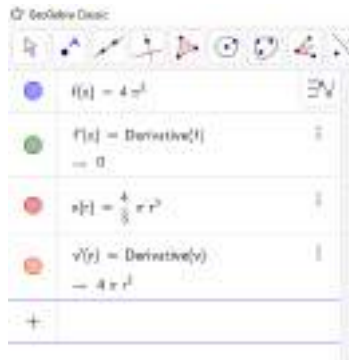 GeoGebra Classic
f(x) = 4 π²
f'(x) = Derivative(f)
→ 0
v(r) = 4/3 π r³
v'(r) = Derivative(v)
→ 4 π r²
+